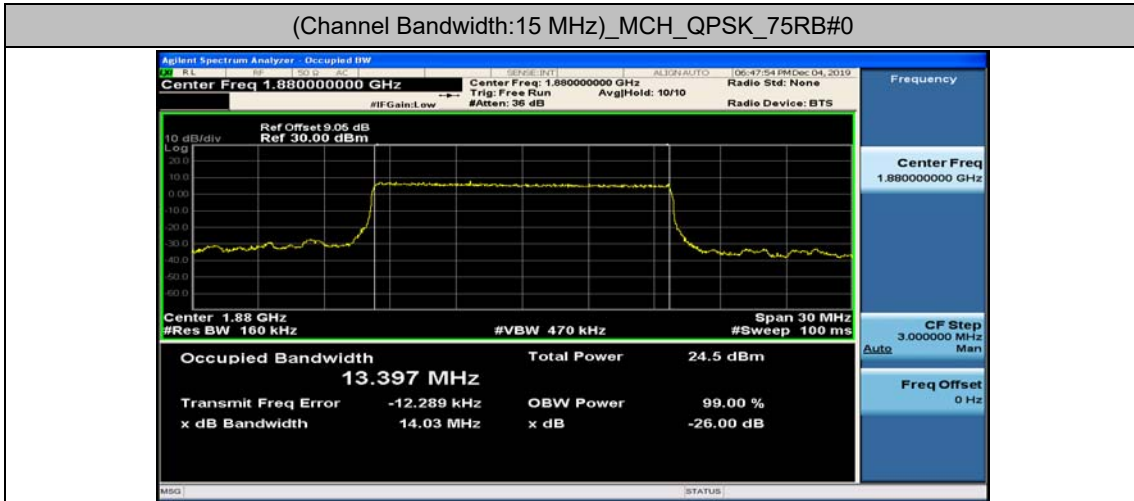 (Channel Bandwidth:15 MHz)_MCH_QPSK_75RB#0
Agilent Spectrum Analyzer - Occupied BW
RL RF 50 Ω AC SENSE:INT ALIGN AUTO 06:47:54 PM Dec 04, 2019
Center Freq 1.880000000 GHz
Center Freq: 1.880000000 GHz
Radio Std: None
Trig: Free Run Avg|Hold: 10/10
#IFGain:Low #Atten: 36 dB Radio Device: BTS
Frequency
Ref Offset 9.05 dB
10 dB/div Ref 30.00 dBm
Log
20.0
10.0
0.00
-10.0
-20.0
-30.0
-40.0
-50.0
-60.0
Center Freq
1.880000000 GHz
Center 1.88 GHz Span 30 MHz
#Res BW 160 kHz #VBW 470 kHz #Sweep 100 ms
CF Step
3.000000 MHz
Auto Man
Occupied Bandwidth Total Power 24.5 dBm
13.397 MHz
Freq Offset
0 Hz
Transmit Freq Error -12.289 kHz OBW Power 99.00 %
x dB Bandwidth 14.03 MHz x dB -26.00 dB
MSG STATUS